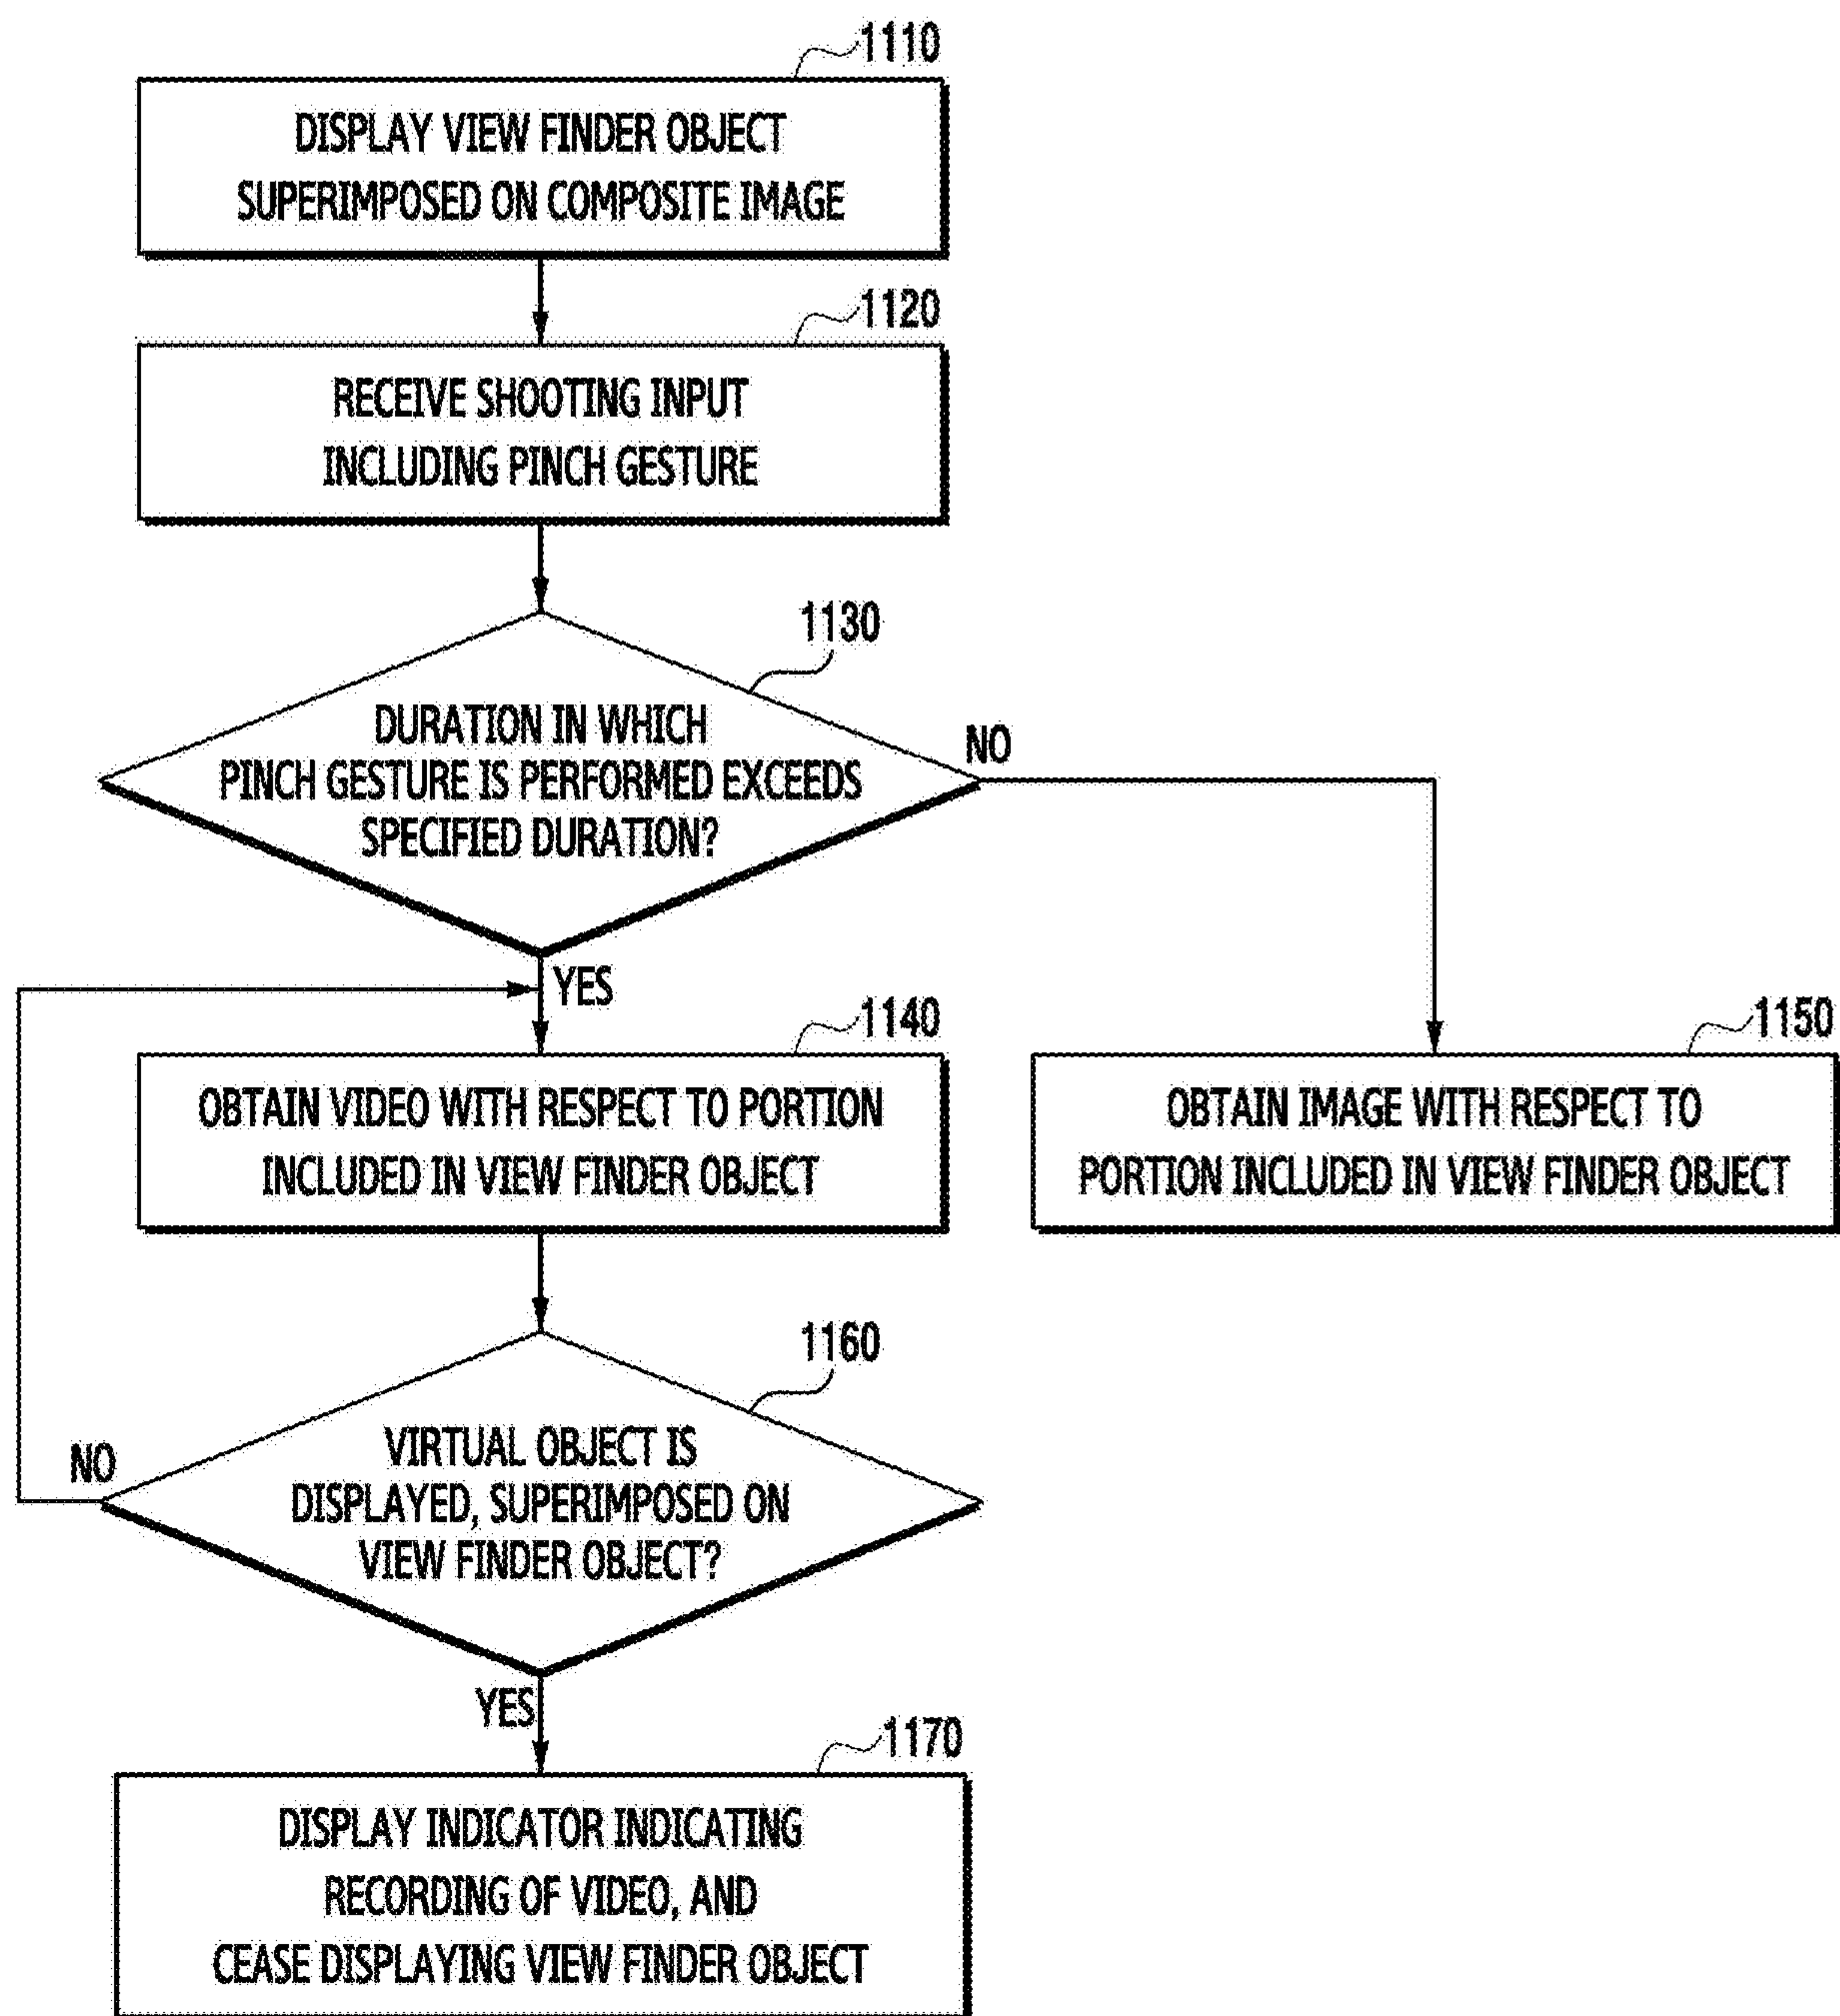 1110
DISPLAY VIEW FINDER OBJECT
SUPERIMPOSED ON COMPOSITE IMAGE
1120
RECEIVE SHOOTING INPUT
INCLUDING PINCH GESTURE
1130
DURATION IN WHICH
PINCH GESTURE IS PERFORMED EXCEEDS
SPECIFIED DURATION?
NO
YES
1140
OBTAIN VIDEO WITH RESPECT TO PORTION
INCLUDED IN VIEW FINDER OBJECT
1150
OBTAIN IMAGE WITH RESPECT TO
PORTION INCLUDED IN VIEW FINDER OBJECT
1160
VIRTUAL OBJECT IS
DISPLAYED, SUPERIMPOSED ON
VIEW FINDER OBJECT?
NO
YES
1170
DISPLAY INDICATOR INDICATING
RECORDING OF VIDEO, AND
CEASE DISPLAYING VIEW FINDER OBJECT